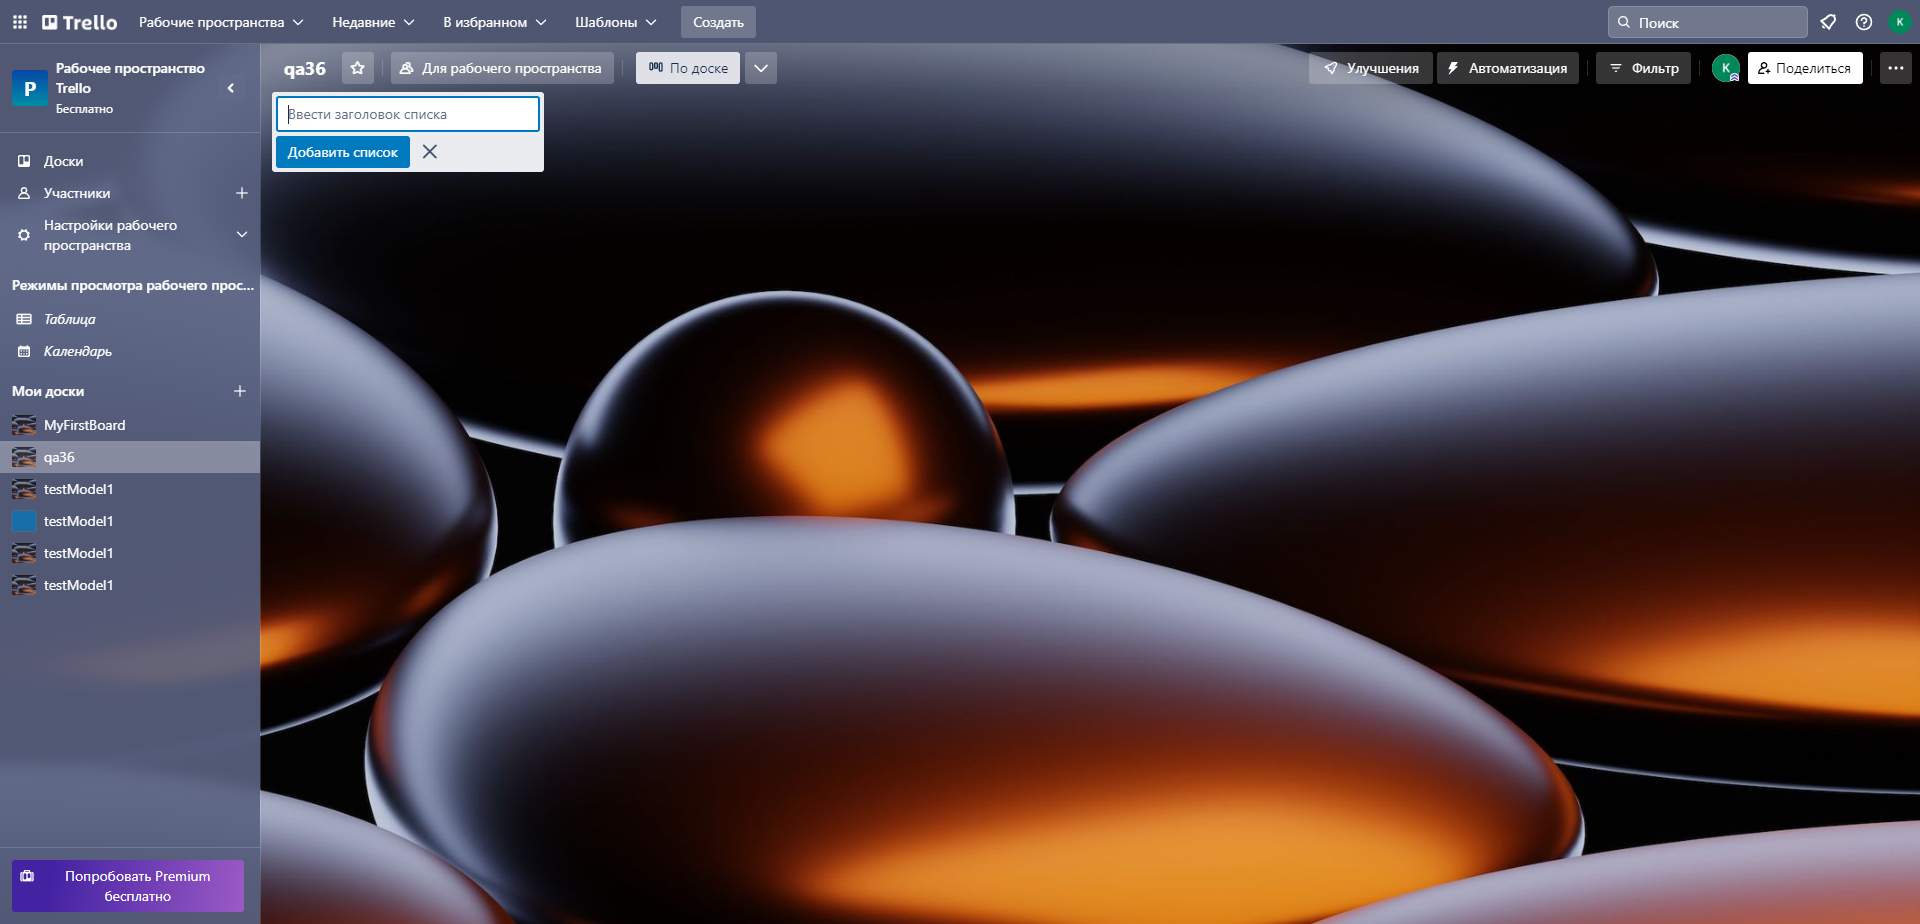 Trello
Рабочие пространства
Недавние
В избранном
Шаблоны
Создать
Поиск
К
P
Рабочее пространство
Trello
Бесплатно
qa36
Для рабочего пространства
По доске
Улучшения
Автоматизация
Фильтр
К
Поделиться
Ввести заголовок списка
Добавить список
Доски
Участники
Настройки рабочего
пространства
Режимы просмотра рабочего прос...
Таблица
Календарь
Мои доски
MyFirstBoard
qa36
testModel1
testModel1
testModel1
testModel1
Попробовать Premium
бесплатно